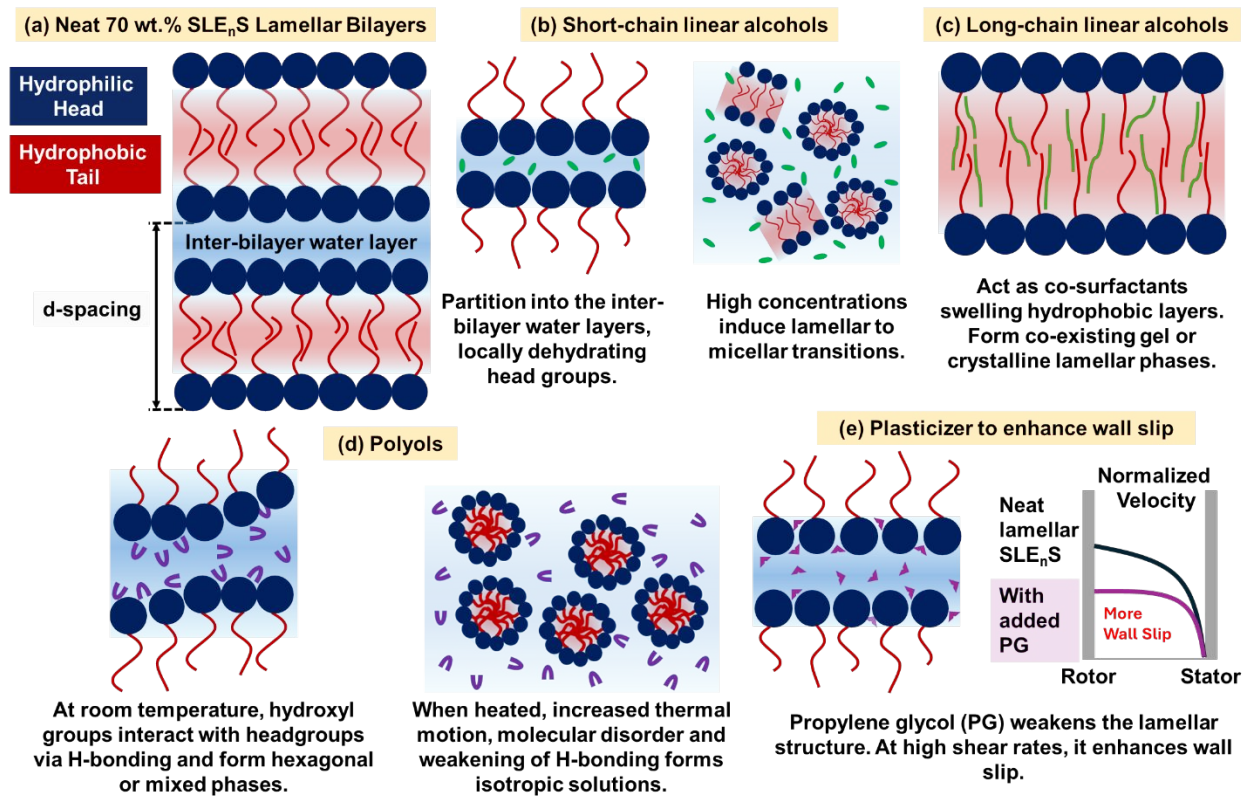 (a) Neat 70 wt.% SLEₙS Lamellar Bilayers
Hydrophilic
Head
Hydrophobic
Tail
Inter-bilayer water layer
d-spacing
(b) Short-chain linear alcohols
Partition into the inter-
bilayer water layers,
locally dehydrating
head groups.
High concentrations
induce lamellar to
micellar transitions.
(c) Long-chain linear alcohols
Act as co-surfactants
swelling hydrophobic layers.
Form co-existing gel or
crystalline lamellar phases.
(d) Polyols
At room temperature, hydroxyl
groups interact with headgroups
via H-bonding and form hexagonal
or mixed phases.
When heated, increased thermal
motion, molecular disorder and
weakening of H-bonding forms
isotropic solutions.
(e) Plasticizer to enhance wall slip
Normalized
Velocity
Neat
lamellar
SLEₙS
With
added
PG
More
Wall Slip
Rotor
Stator
Propylene glycol (PG) weakens the lamellar
structure. At high shear rates, it enhances wall
slip.